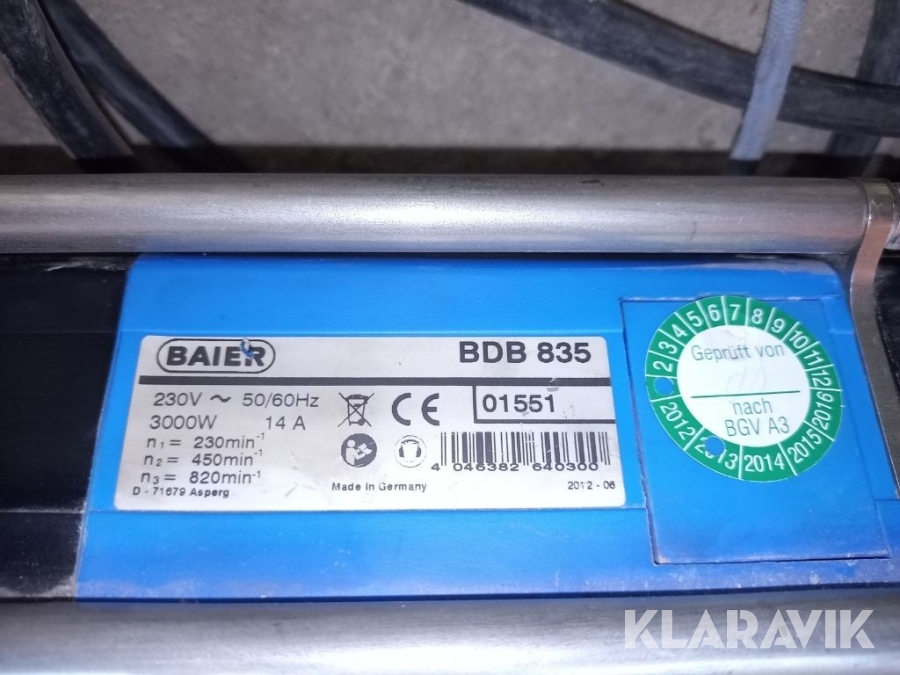 BAIER
BDB 835
230V ~ 50/60Hz
3000W 14 A
CE
01551
n1 = 230min-1
n2 = 450min-1
n3 = 820min-1
D - 71679 Asperg
Made in Germany
4 046382 640300
2012 - 06
2 3 4 5 6 7 8 9 10 11 12
Geprüft von
nach
BGV A3
2012 2013 2014 2015 2016
KLARAVIK